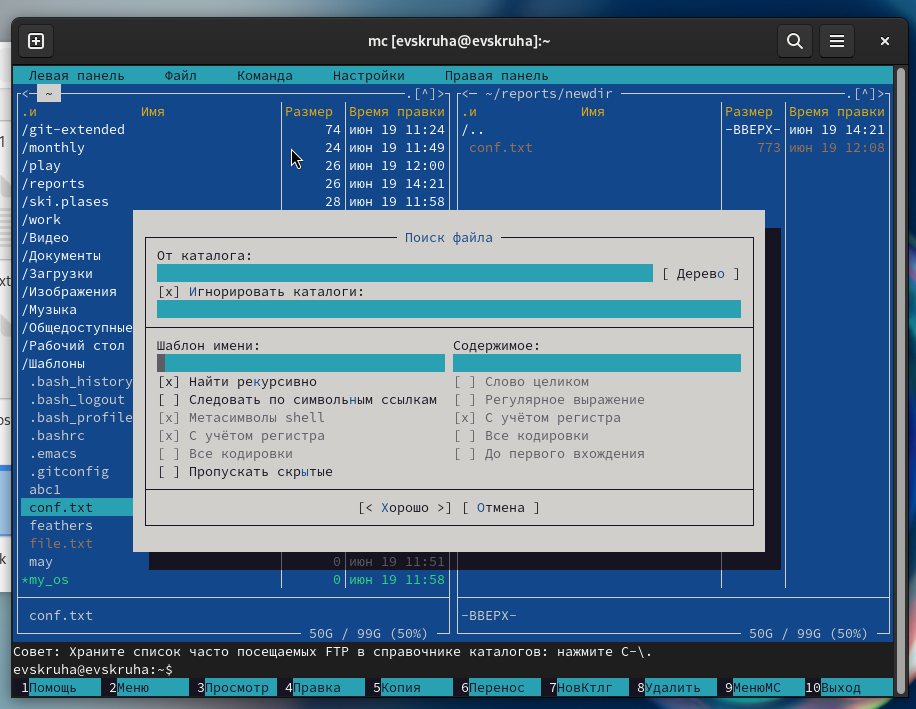 mc [evskruha@evskruha]:~
Левая панель Файл Команда Настройки Правая панель
<─ ~ .[^]> <─ ~/reports/newdir .[^]>
.и Имя Размер Время правки .и Имя Размер Время правки
/git-extended 74 июн 19 11:24 /.. -ВВЕРХ- июн 19 14:21
/monthly 24 июн 19 11:49 conf.txt 773 июн 19 12:08
/play 26 июн 19 12:00
/reports 26 июн 19 14:21
/ski.plases 28 июн 19 11:58
/work
/Видео Поиск файла
/Документы От каталога:
/Загрузки [ Дерево ]
/Изображения [x] Игнорировать каталоги:
/Музыка
/Общедоступные
/Рабочий стол Шаблон имени: Содержимое:
/Шаблоны
.bash_history [x] Найти рекурсивно [ ] Слово целиком
.bash_logout [ ] Следовать по символьным ссылкам [ ] Регулярное выражение
.bash_profile [x] Метасимволы shell [x] С учётом регистра
.bashrc [x] С учётом регистра [ ] Все кодировки
.emacs [ ] Все кодировки [ ] До первого вхождения
.gitconfig [ ] Пропускать скрытые
abc1
conf.txt [< Хорошо >] [ Отмена ]
feathers
file.txt
may 0 июн 19 11:51
*my_os 0 июн 19 11:58
conf.txt -ВВЕРХ-
50G / 99G (50%) 50G / 99G (50%)
Совет: Храните список часто посещаемых FTP в справочнике каталогов: нажмите C-\.
evskruha@evskruha:~$
1Помощь 2Меню 3Просмотр 4Правка 5Копия 6Перенос 7НовКтлг 8Удалить 9МенюMC 10Выход